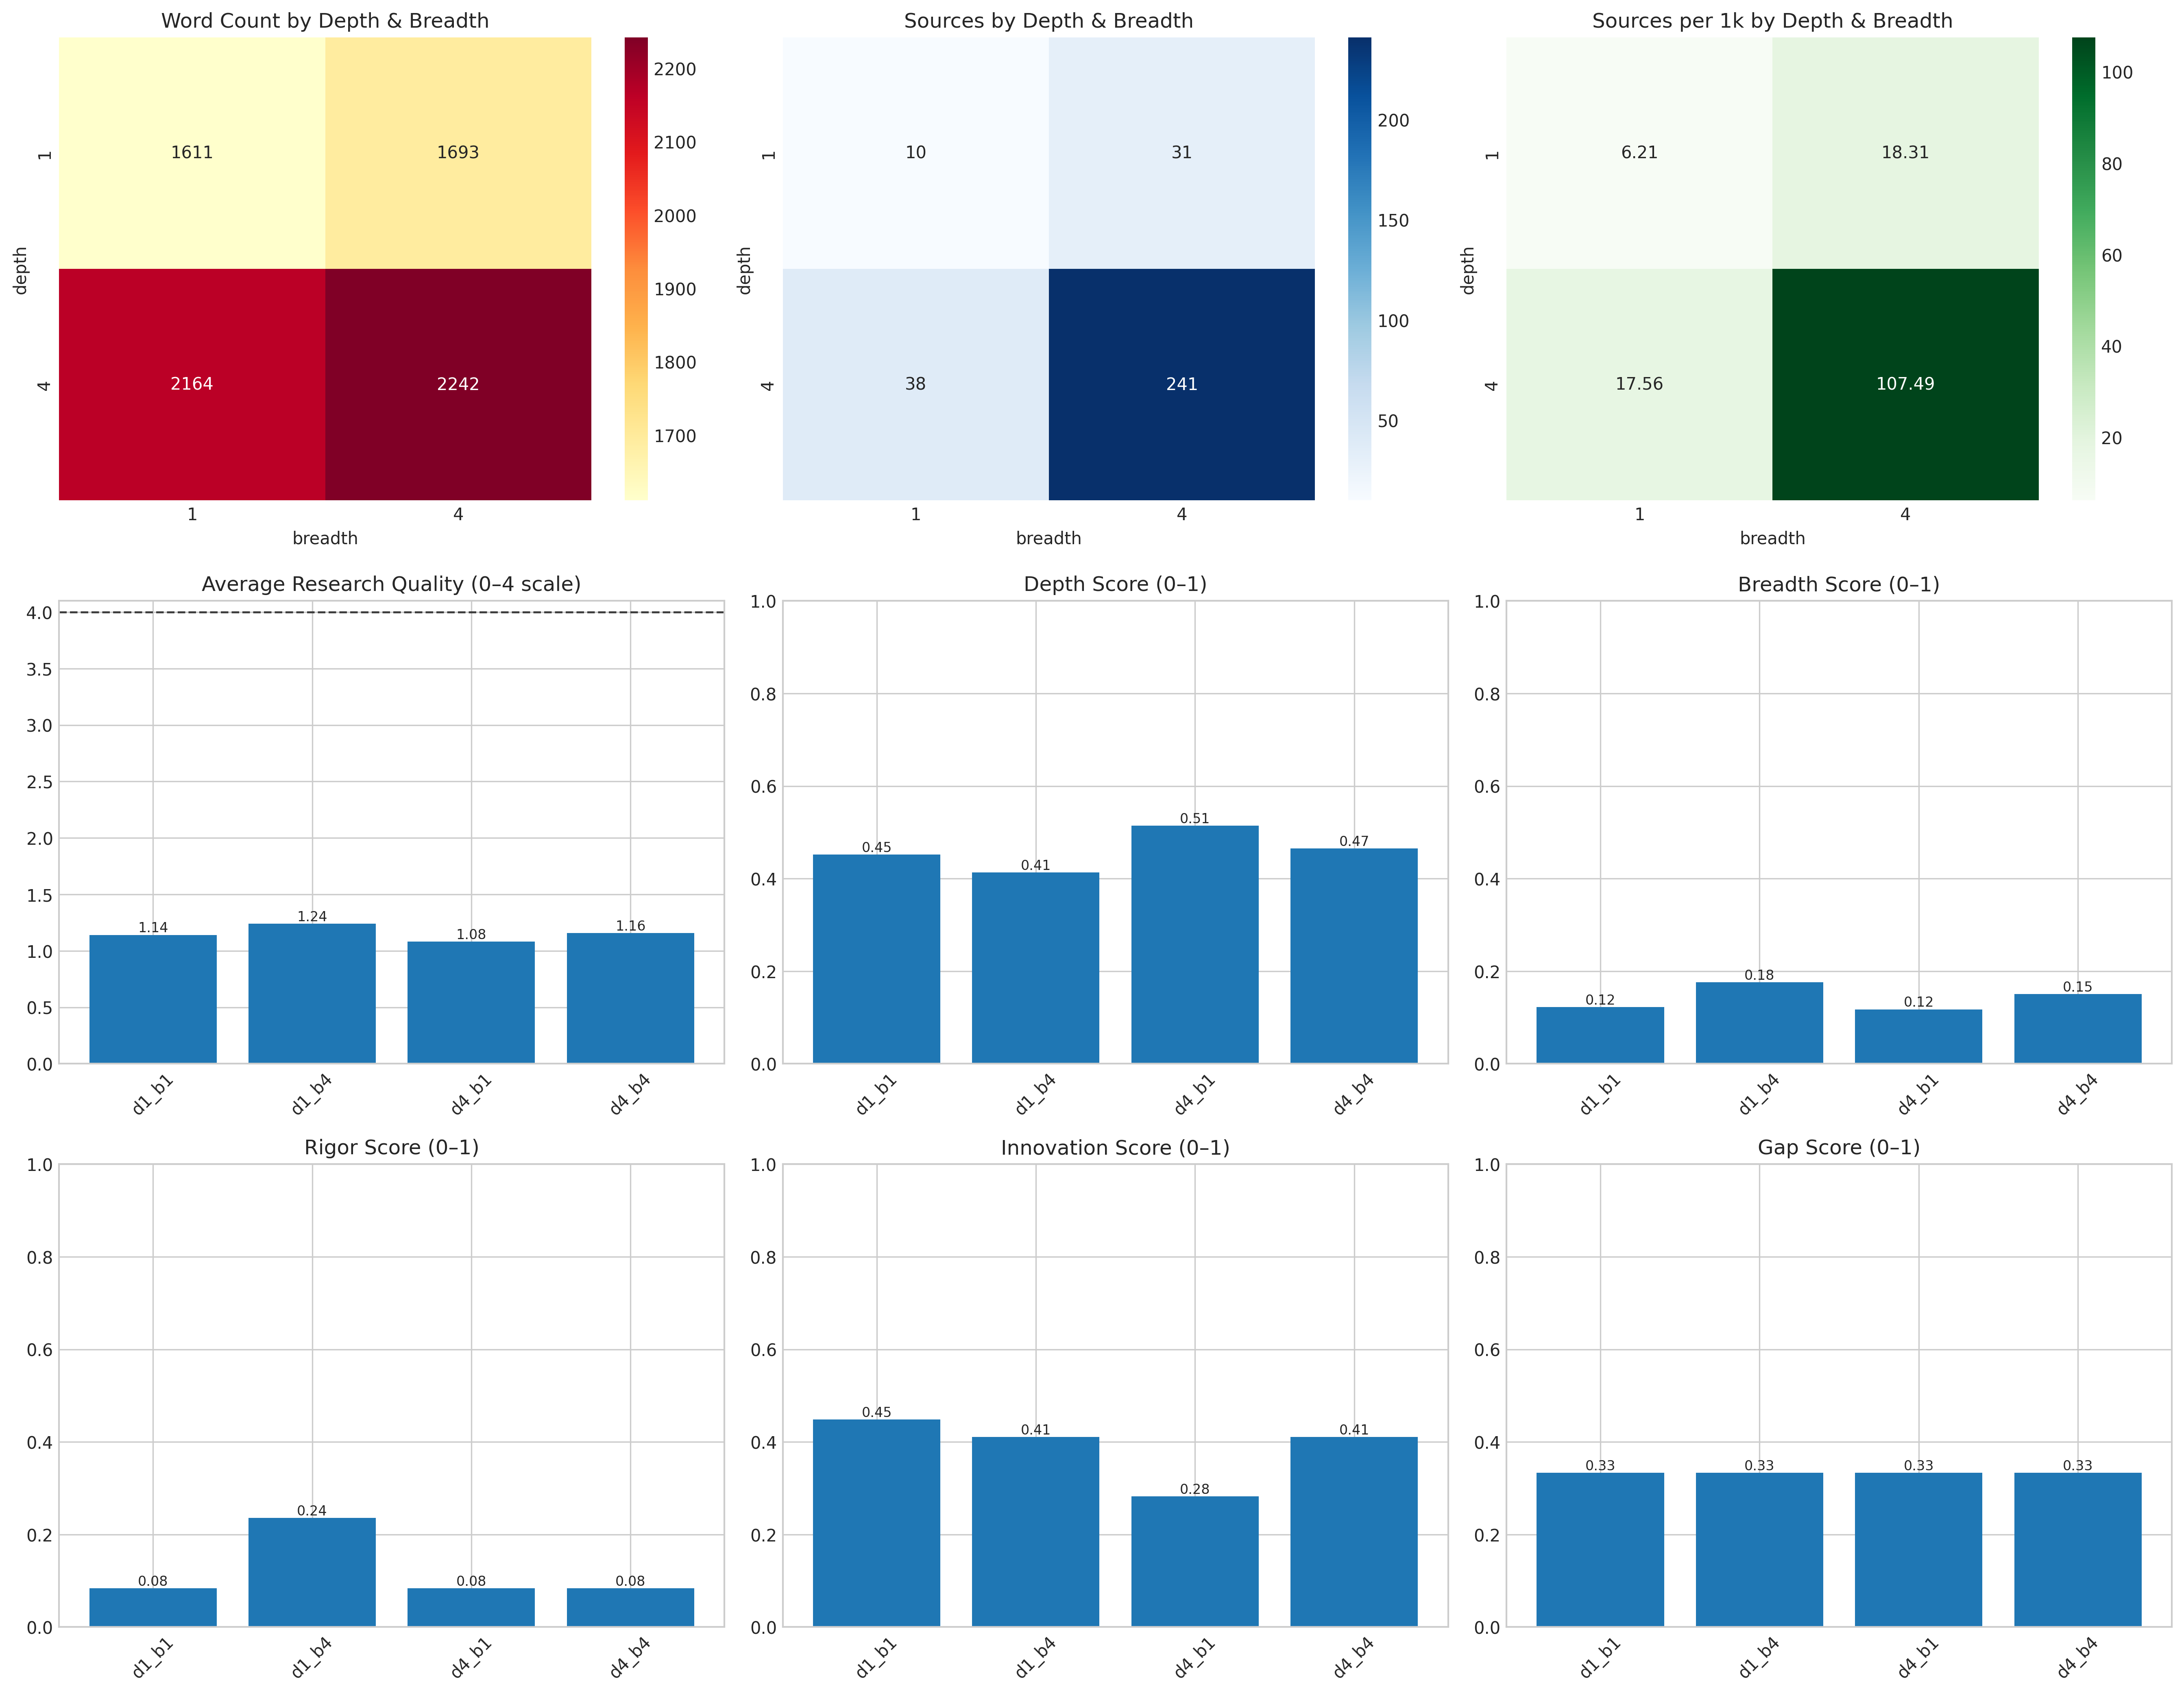 Word Count by Depth & Breadth
1611 1693
2164 2242
1
4
depth
1 4
breadth
2200
2100
2000
1900
1800
1700
Sources by Depth & Breadth
10 31
38 241
1
4
depth
1 4
breadth
200
150
100
50
Sources per 1k by Depth & Breadth
6.21 18.31
17.56 107.49
1
4
depth
1 4
breadth
100
80
60
40
20
Average Research Quality (0–4 scale)
4.0
3.5
3.0
2.5
2.0
1.5
1.0
0.5
0.0
1.14 1.24 1.08 1.16
d1_b1 d1_b4 d4_b1 d4_b4
Depth Score (0–1)
1.0
0.8
0.6
0.4
0.2
0.0
0.45 0.41 0.51 0.47
d1_b1 d1_b4 d4_b1 d4_b4
Breadth Score (0–1)
1.0
0.8
0.6
0.4
0.2
0.0
0.12 0.18 0.12 0.15
d1_b1 d1_b4 d4_b1 d4_b4
Rigor Score (0–1)
1.0
0.8
0.6
0.4
0.2
0.0
0.08 0.24 0.08 0.08
d1_b1 d1_b4 d4_b1 d4_b4
Innovation Score (0–1)
1.0
0.8
0.6
0.4
0.2
0.0
0.45 0.41 0.28 0.41
d1_b1 d1_b4 d4_b1 d4_b4
Gap Score (0–1)
1.0
0.8
0.6
0.4
0.2
0.0
0.33 0.33 0.33 0.33
d1_b1 d1_b4 d4_b1 d4_b4